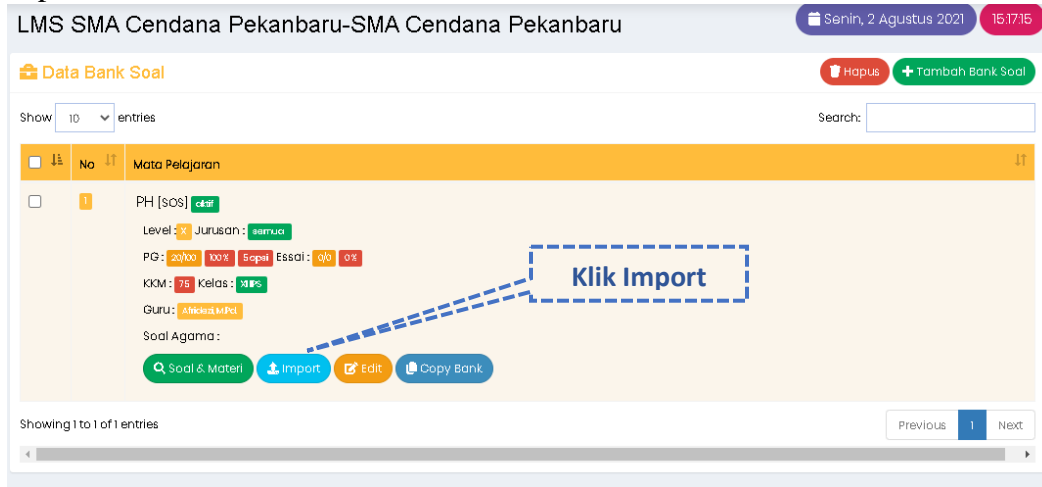 LMS SMA Cendana Pekanbaru-SMA Cendana Pekanbaru
Senin, 2 Agustus 2021 15:17:15
Data Bank Soal
Hapus Tambah Bank Soal
Show 10 entries Search:
No Mata Pelajaran
1 PH [SOS] aktif
Level : X Jurusan : semua
PG : 20/100 100% 5 opsi Essai : 0/0 0%
KKM : 75 Kelas :
Guru :
Soal Agama :
Soal & Materi Import Edit Copy Bank
Klik Import
Showing 1 to 1 of 1 entries
Previous 1 Next